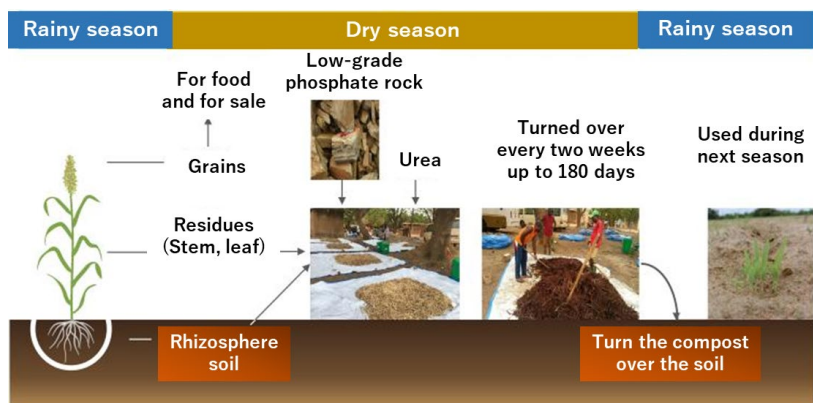 Rainy season
Dry season
Rainy season
For food
and for sale
Low-grade
phosphate rock
Grains
Urea
Turned over
every two weeks
up to 180 days
Used during
next season
Residues
(Stem, leaf)
Rhizosphere
soil
Turn the compost
over the soil